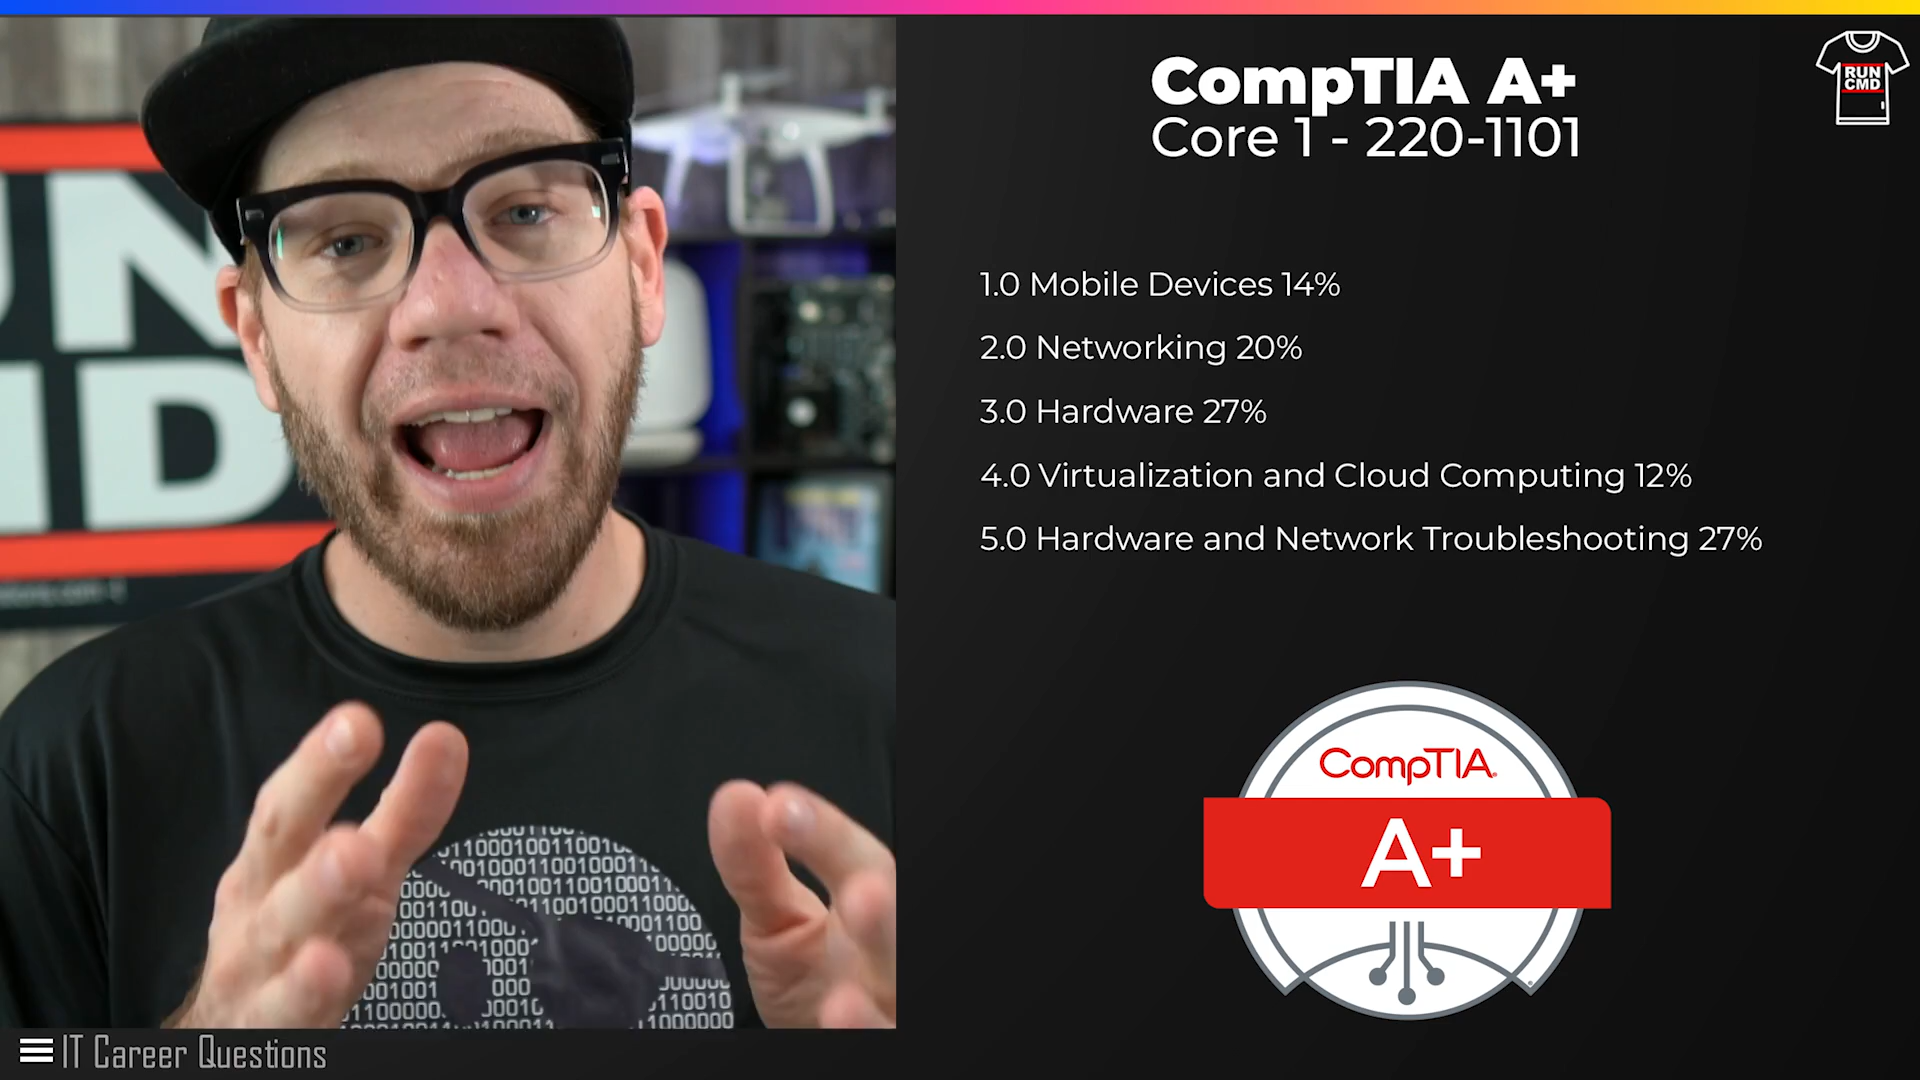 CompTIA A+
Core 1 - 220-1101
RUN
CMD
1.0 Mobile Devices 14%
2.0 Networking 20%
3.0 Hardware 27%
4.0 Virtualization and Cloud Computing 12%
5.0 Hardware and Network Troubleshooting 27%
CompTIA.
A+
IT Career Questions